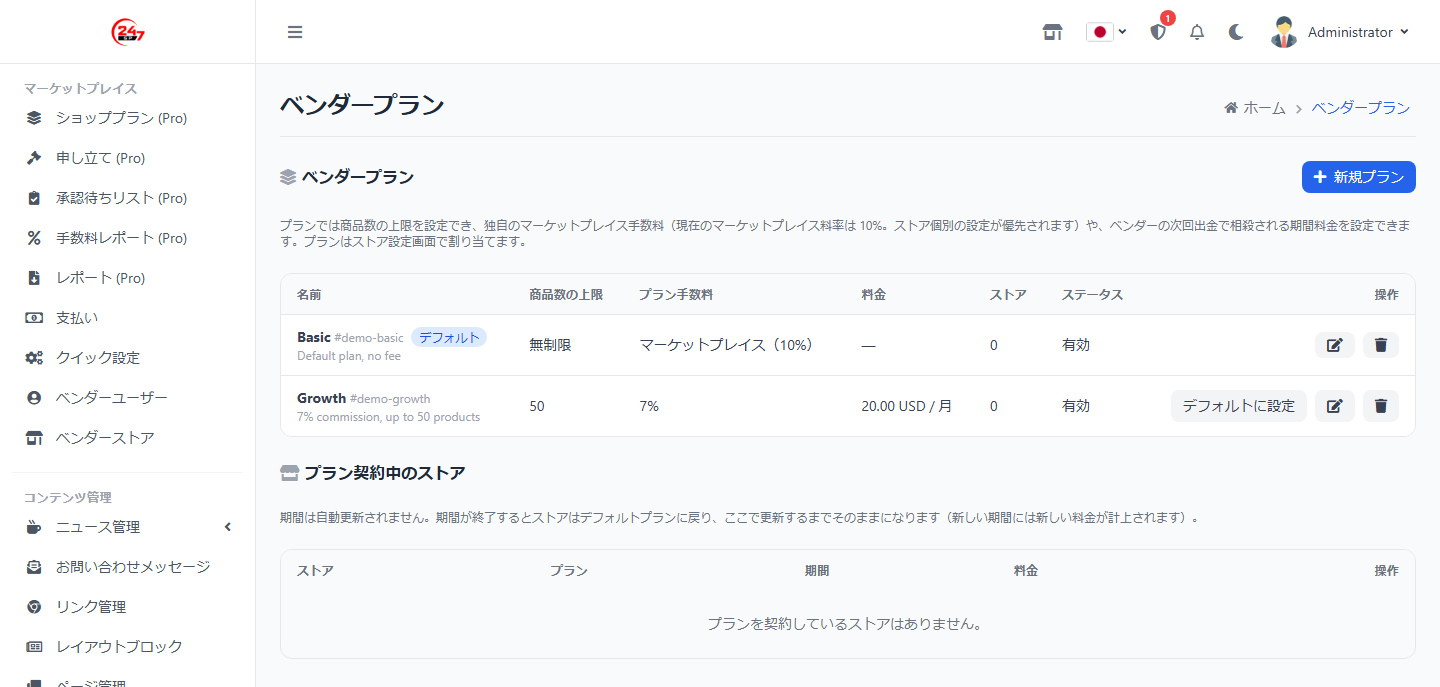 247
Administrator
1
マーケットプレイス
ショッププラン (Pro)
申し立て (Pro)
承認待ちリスト (Pro)
手数料レポート (Pro)
レポート (Pro)
支払い
クイック設定
ベンダーユーザー
ベンダーストア
コンテンツ管理
ニュース管理
お問い合わせメッセージ
リンク管理
レイアウトブロック
ページ管理
ベンダープラン
ホーム > ベンダープラン
ベンダープラン
+ 新規プラン
プランでは商品数の上限を設定でき、独自のマーケットプレイス手数料（現在のマーケットプレイス料率は 10%。ストア個別の設定が優先されます）や、ベンダーの次回出金で相殺される期間料金を設定できま
す。プランはストア設定画面で割り当てます。
名前 商品数の上限 プラン手数料 料金 ストア ステータス 操作
Basic #demo-basic デフォルト 無制限 マーケットプレイス（10%） — 0 有効
Default plan, no fee
Growth #demo-growth 50 7% 20.00 USD / 月 0 有効 デフォルトに設定
7% commission, up to 50 products
プラン契約中のストア
期間は自動更新されません。期間が終了するとストアはデフォルトプランに戻り、ここで更新するまでそのままになります（新しい期間には新しい料金が計上されます）。
ストア プラン 期間 料金 操作
プランを契約しているストアはありません。